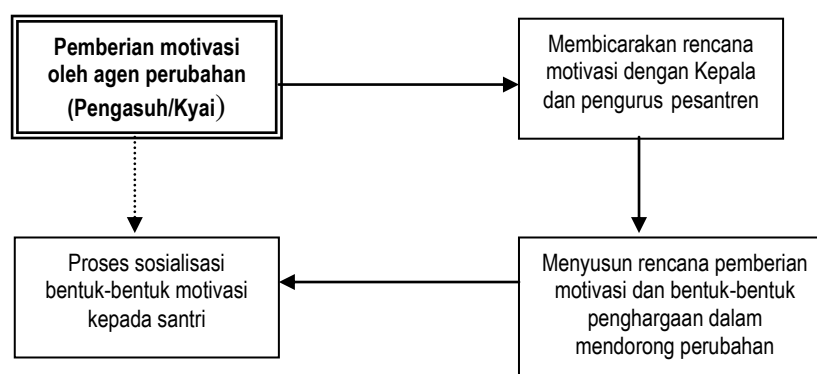 Pemberian motivasi
oleh agen perubahan
(Pengasuh/Kyai)
Membicarakan rencana
motivasi dengan Kepala
dan pengurus pesantren
Proses sosialisasi
bentuk-bentuk motivasi
kepada santri
Menyusun rencana pemberian
motivasi dan bentuk-bentuk
penghargaan dalam
mendorong perubahan